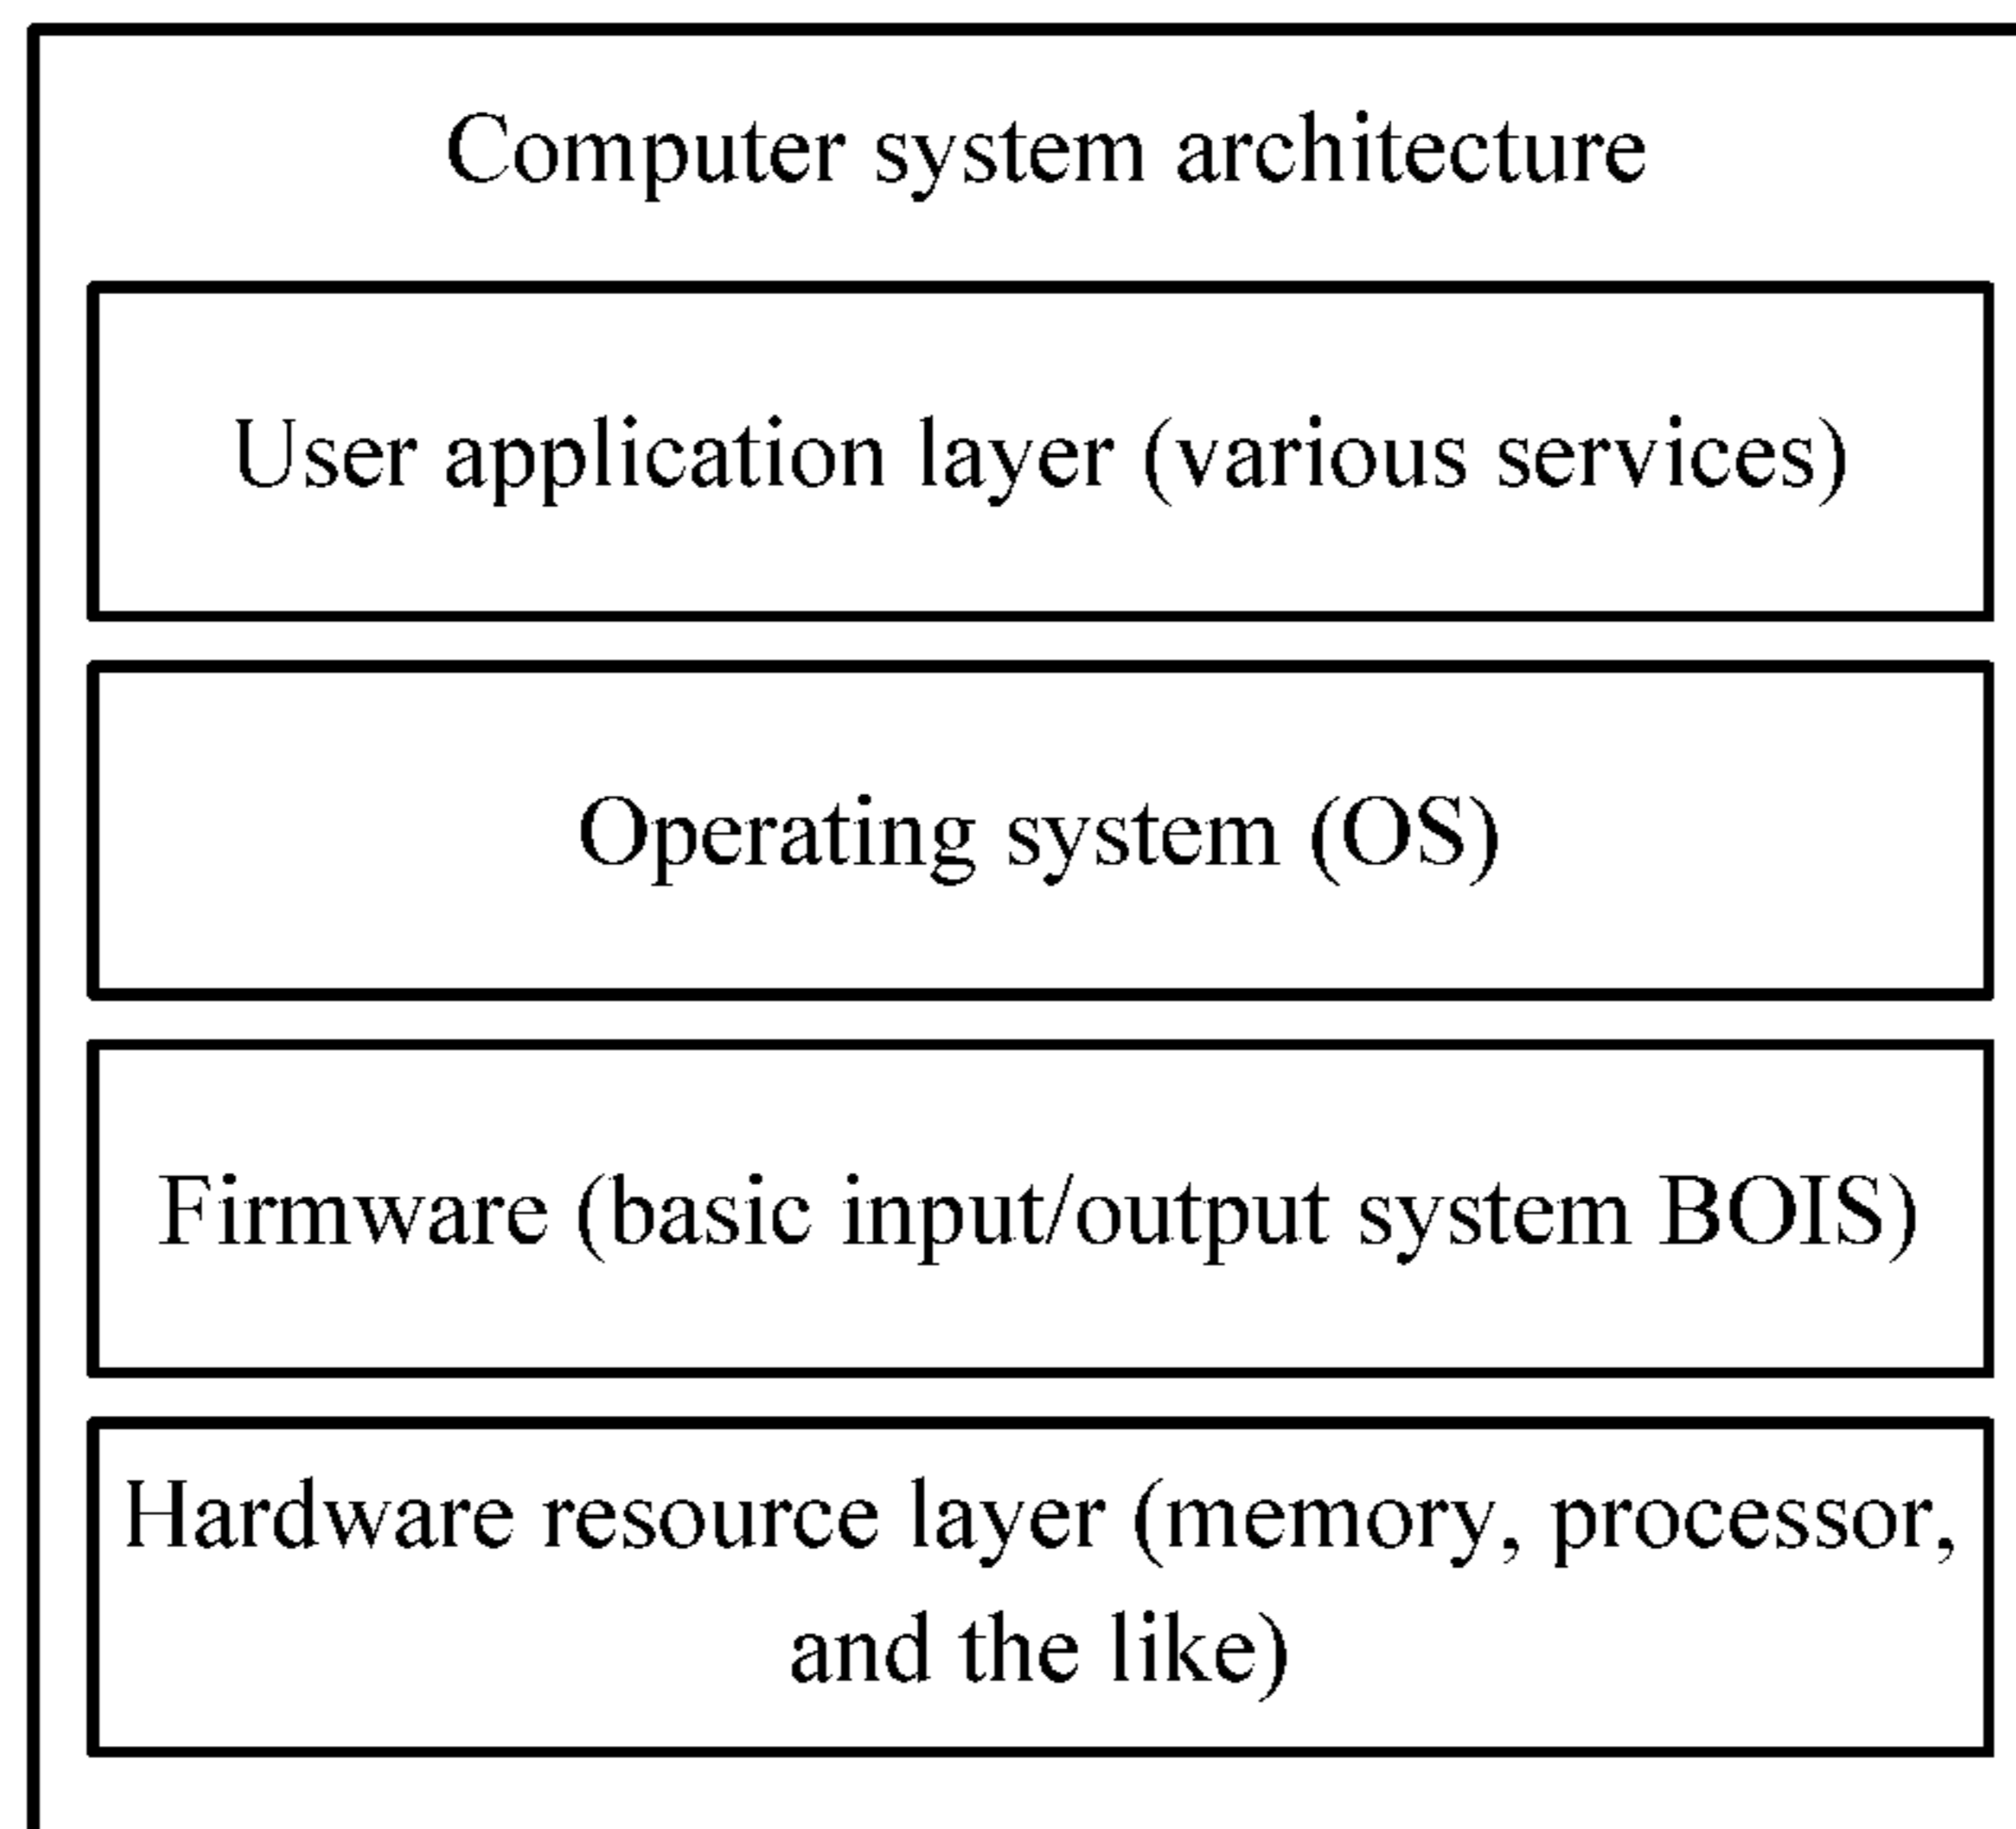 Computer system architecture
User application layer (various services)
Operating system (OS)
Firmware (basic input/output system BOIS)
Hardware resource layer (memory, processor,
and the like)